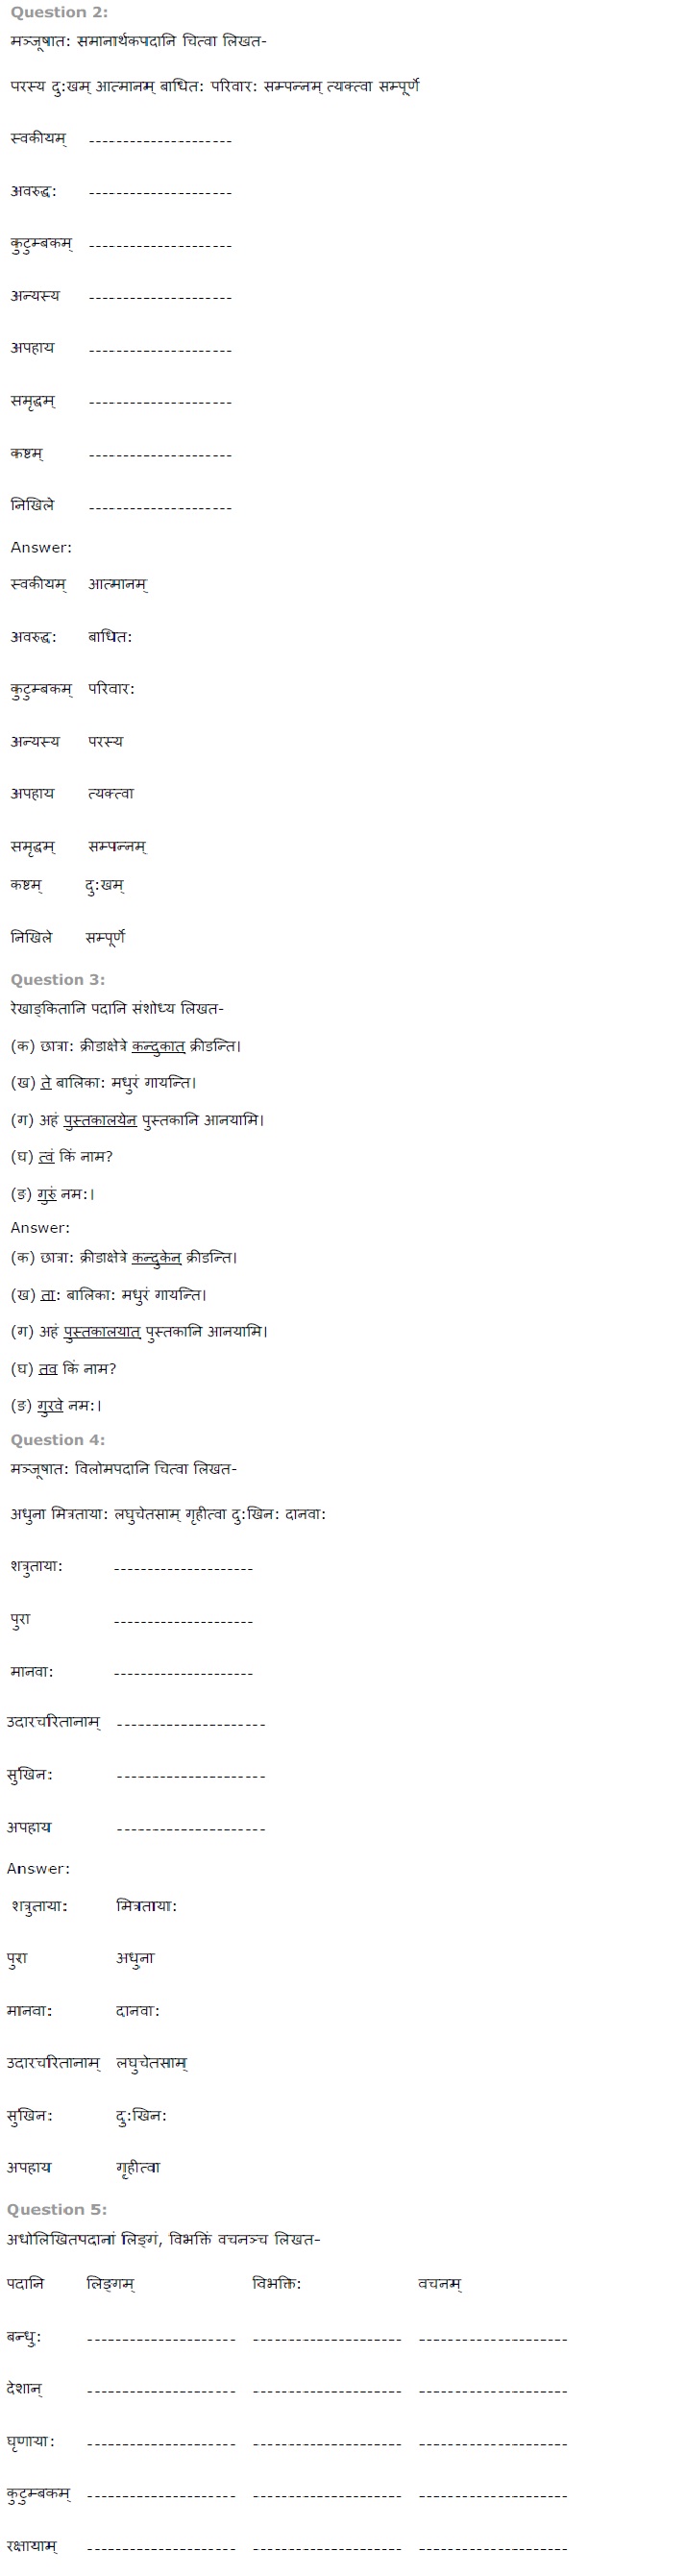 Question 2:
मञ्जूषात: समानार्थकपदानि चित्वा लिखत-
परस्य दु:खम् आत्मानम् बाधित: परिवार: सम्पन्नम् त्यक्त्वा सम्पूर्णे
स्वकीयम् ---------------------
अवरुद्ध: ---------------------
कुटुम्बकम् ---------------------
अन्यस्य ---------------------
अपहाय ---------------------
समृद्धम् ---------------------
कष्टम् ---------------------
निखिले ---------------------
Answer:
स्वकीयम् आत्मानम्
अवरुद्ध: बाधित:
कुटुम्बकम् परिवार:
अन्यस्य परस्य
अपहाय त्यक्त्वा
समृद्धम् सम्पन्नम्
कष्टम् दु:खम्
निखिले सम्पूर्णे
Question 3:
रेखाङ्कितानि पदानि संशोध्य लिखत-
(क) छात्रा: क्रीडाक्षेत्रे कन्दुकात् क्रीडन्ति।
(ख) ते बालिका: मधुरं गायन्ति।
(ग) अहं पुस्तकालयेन पुस्तकानि आनयामि।
(घ) त्वं किं नाम?
(ङ) गुरुं नम:।
Answer:
(क) छात्रा: क्रीडाक्षेत्रे कन्दुकेन क्रीडन्ति।
(ख) ता: बालिका: मधुरं गायन्ति।
(ग) अहं पुस्तकालयात् पुस्तकानि आनयामि।
(घ) तव किं नाम?
(ङ) गुरवे नम:।
Question 4:
मञ्जूषात: विलोमपदानि चित्वा लिखत-
अधुना मित्रताया: लघुचेतसाम् गृहीत्वा दु:खिन: दानवा:
शत्रुताया: ---------------------
पुरा ---------------------
मानवा: ---------------------
उदारचरितानाम् ---------------------
सुखिन: ---------------------
अपहाय ---------------------
Answer:
शत्रुताया: मित्रताया:
पुरा अधुना
मानवा: दानवा:
उदारचरितानाम् लघुचेतसाम्
सुखिन: दु:खिन:
अपहाय गृहीत्वा
Question 5:
अधोलिखितपदानां लिङ्गं, विभक्तिं वचनञ्च लिखत-
पदानि लिङ्गम् विभक्ति: वचनम्
बन्धु: --------------------- --------------------- ---------------------
देशान् --------------------- --------------------- ---------------------
घृणाया: --------------------- --------------------- ---------------------
कुटुम्बकम् --------------------- --------------------- ---------------------
रक्षायाम् --------------------- --------------------- ---------------------